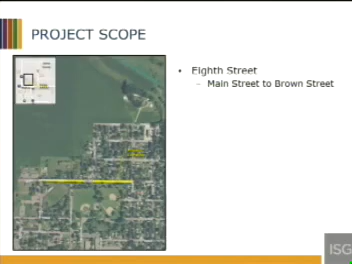 PROJECT SCOPE
• Eighth Street
– Main Street to Brown Street
ISG